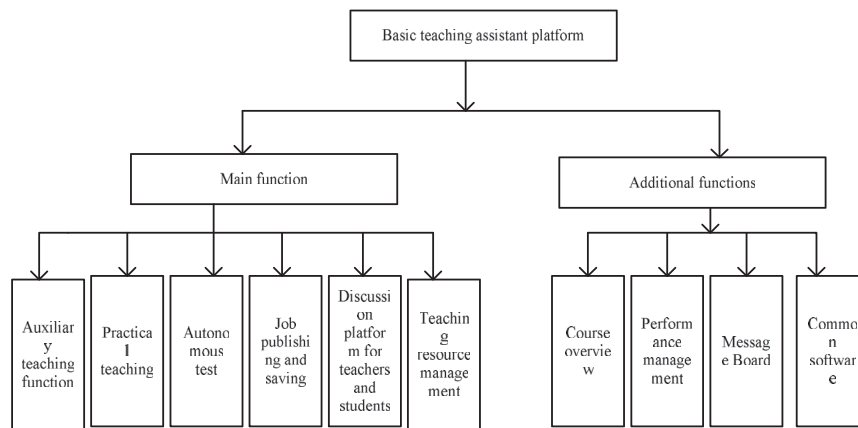 Basic teaching assistant platform
Main function
Additional functions
Auxiliar
y
teaching
function
Practica
l
teaching
Autono
mous
test
Job
publishi
ng and
saving
Discussi
on
platfor
m for
teachers
and
students
Teachin
g
resource
manage
ment
Course
overvie
w
Perform
ance
manage
ment
Messag
e Board
Commo
n
softwar
e